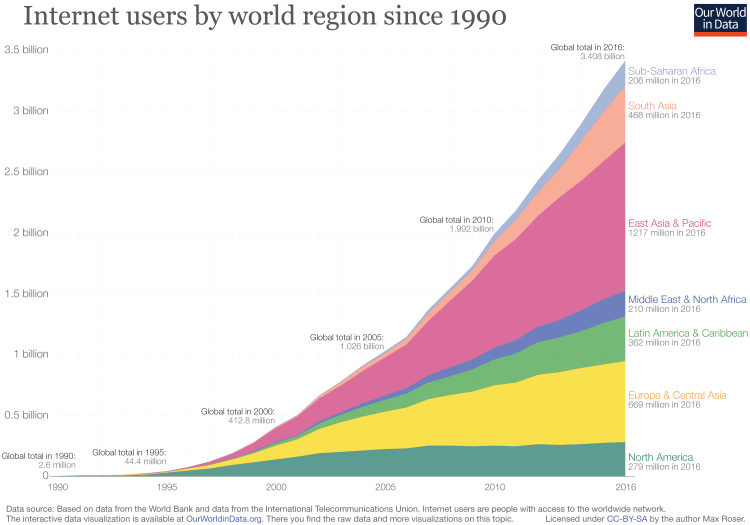 Internet users by world region since 1990
Our World
in Data
3.5 billion
3 billion
2.5 billion
2 billion
1.5 billion
1 billion
0.5 billion
0
Global total in 1990:
2.6 million
Global total in 1995:
44.4 million
Global total in 2000:
412.8 million
Global total in 2005:
1.026 billion
Global total in 2010:
1.992 billion
Global total in 2016:
3.408 billion
Sub-Saharan Africa
206 million in 2016
South Asia
468 million in 2016
East Asia & Pacific
1217 million in 2016
Middle East & North Africa
210 million in 2016
Latin America & Caribbean
362 million in 2016
Europe & Central Asia
669 million in 2016
North America
279 million in 2016
1990
1995
2000
2005
2010
2016
Data source: Based on data from the World Bank and data from the International Telecommunications Union. Internet users are people with access to the worldwide network.
The interactive data visualization is available at OurWorldinData.org. There you find the raw data and more visualizations on this topic.
Licensed under CC-BY-SA by the author Max Roser.